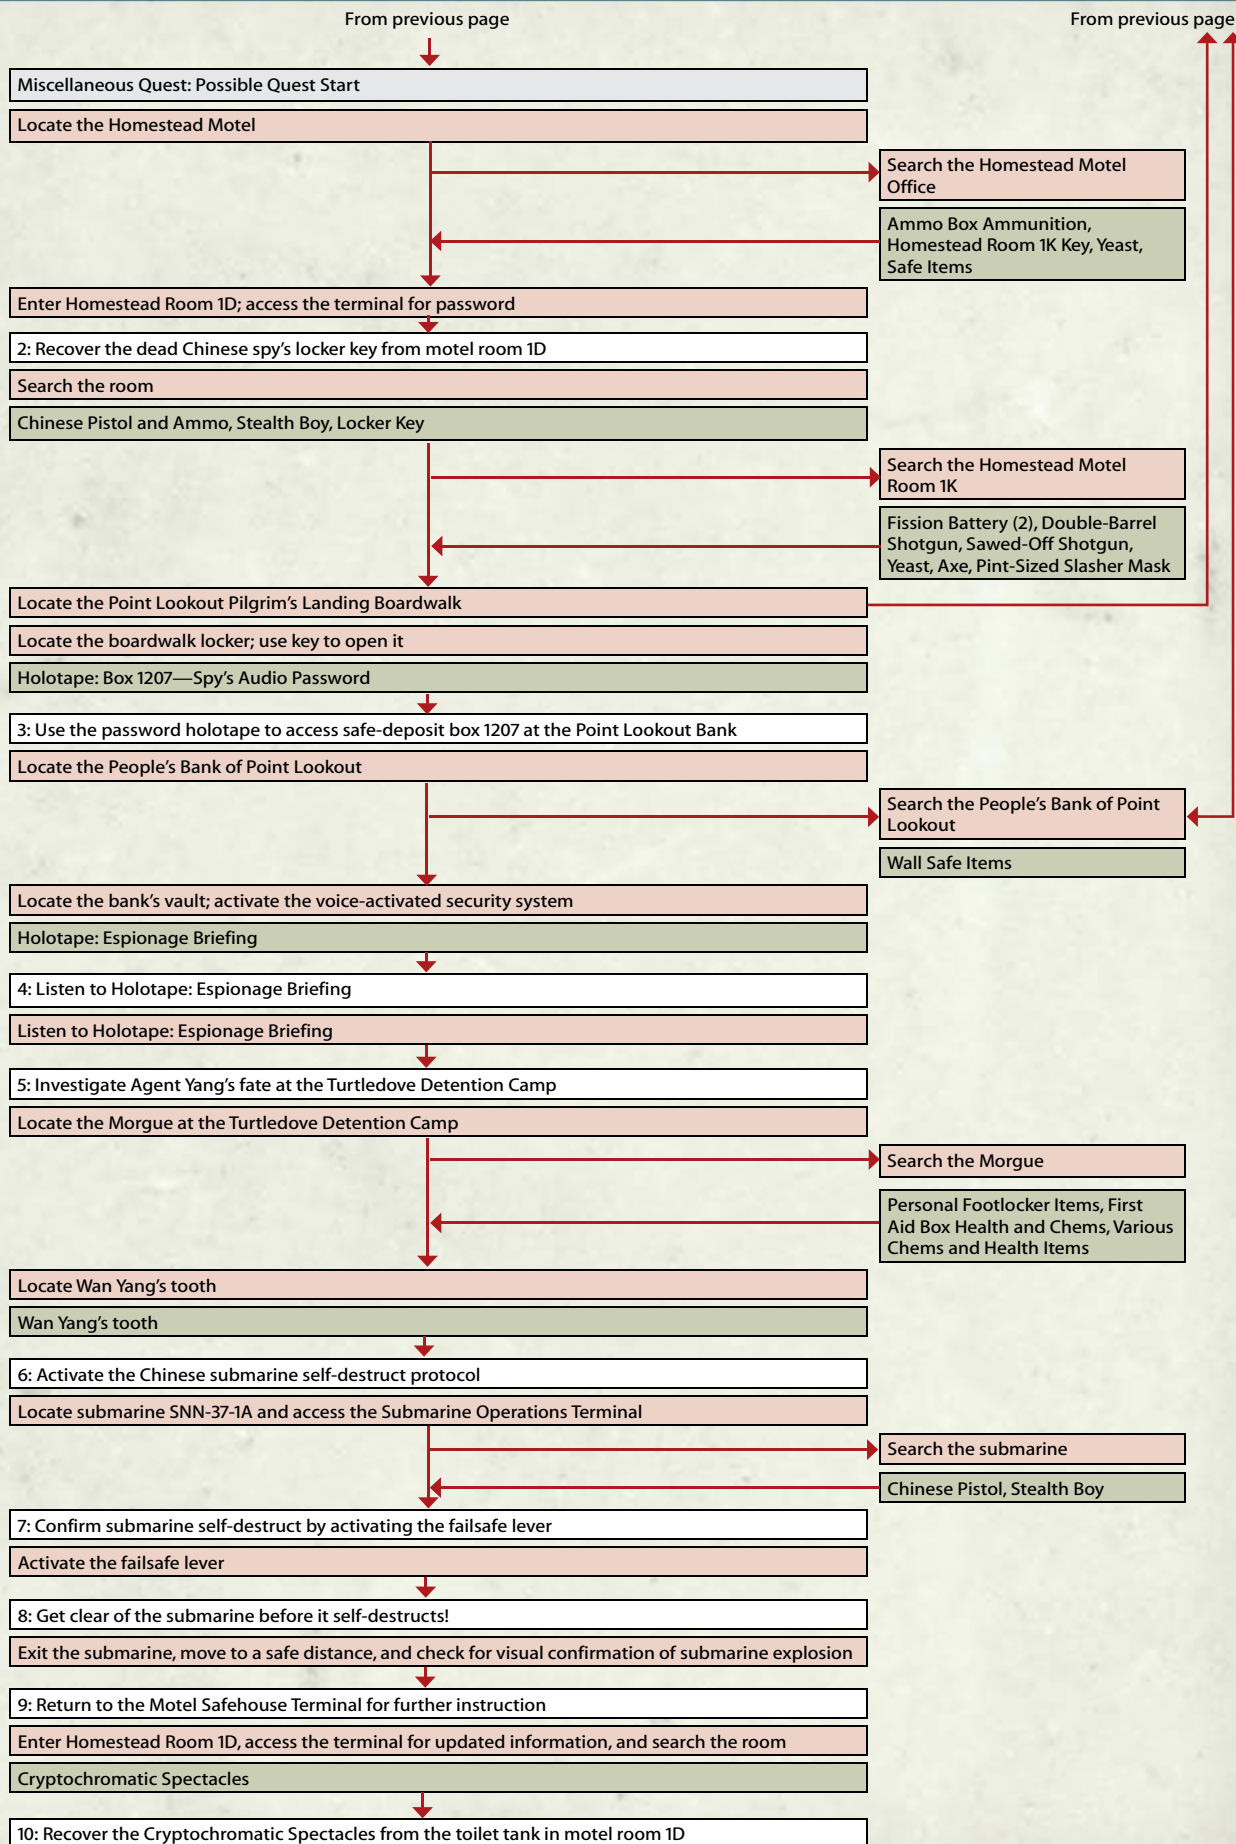 From previous page
From previous page
Miscellaneous Quest: Possible Quest Start
Locate the Homestead Motel
Search the Homestead Motel
Office
Ammo Box Ammunition,
Homestead Room 1K Key, Yeast,
Safe Items
Enter Homestead Room 1D; access the terminal for password
2: Recover the dead Chinese spy's locker key from motel room 1D
Search the room
Chinese Pistol and Ammo, Stealth Boy, Locker Key
Search the Homestead Motel
Room 1K
Fission Battery (2), Double-Barrel
Shotgun, Sawed-Off Shotgun,
Yeast, Axe, Pint-Sized Slasher Mask
Locate the Point Lookout Pilgrim's Landing Boardwalk
Locate the boardwalk locker; use key to open it
Holotape: Box 1207—Spy's Audio Password
3: Use the password holotape to access safe-deposit box 1207 at the Point Lookout Bank
Locate the People's Bank of Point Lookout
Search the People's Bank of Point
Lookout
Wall Safe Items
Locate the bank's vault; activate the voice-activated security system
Holotape: Espionage Briefing
4: Listen to Holotape: Espionage Briefing
Listen to Holotape: Espionage Briefing
5: Investigate Agent Yang's fate at the Turtledove Detention Camp
Locate the Morgue at the Turtledove Detention Camp
Search the Morgue
Personal Footlocker Items, First
Aid Box Health and Chems, Various
Chems and Health Items
Locate Wan Yang's tooth
Wan Yang's tooth
6: Activate the Chinese submarine self-destruct protocol
Locate submarine SNN-37-1A and access the Submarine Operations Terminal
Search the submarine
Chinese Pistol, Stealth Boy
7: Confirm submarine self-destruct by activating the failsafe lever
Activate the failsafe lever
8: Get clear of the submarine before it self-destructs!
Exit the submarine, move to a safe distance, and check for visual confirmation of submarine explosion
9: Return to the Motel Safehouse Terminal for further instruction
Enter Homestead Room 1D, access the terminal for updated information, and search the room
Cryptochromatic Spectacles
10: Recover the Cryptochromatic Spectacles from the toilet tank in motel room 1D